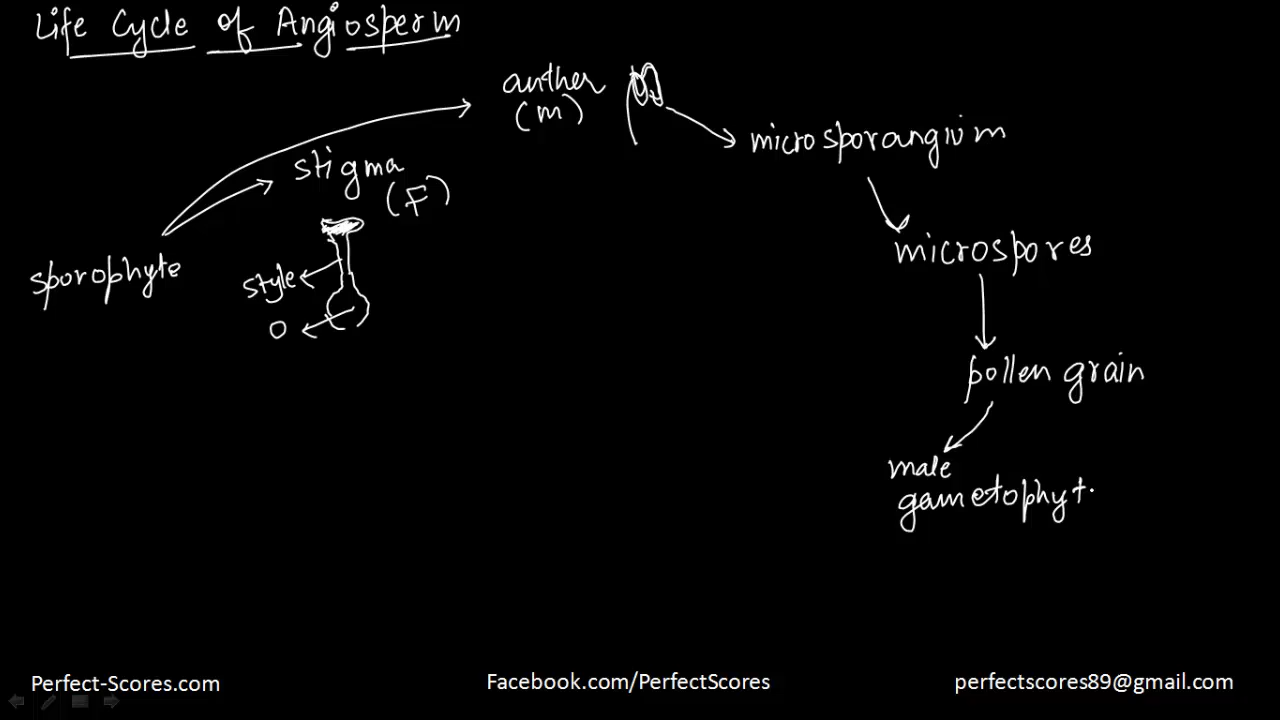 Life Cycle of Angiosperm
anther
(m)
microsporangium
stigma
(F)
microspores
sporophyte
style
O
pollen grain
male
gametophyt
Perfect-Scores.com
Facebook.com/PerfectScores
perfectscores89@gmail.com